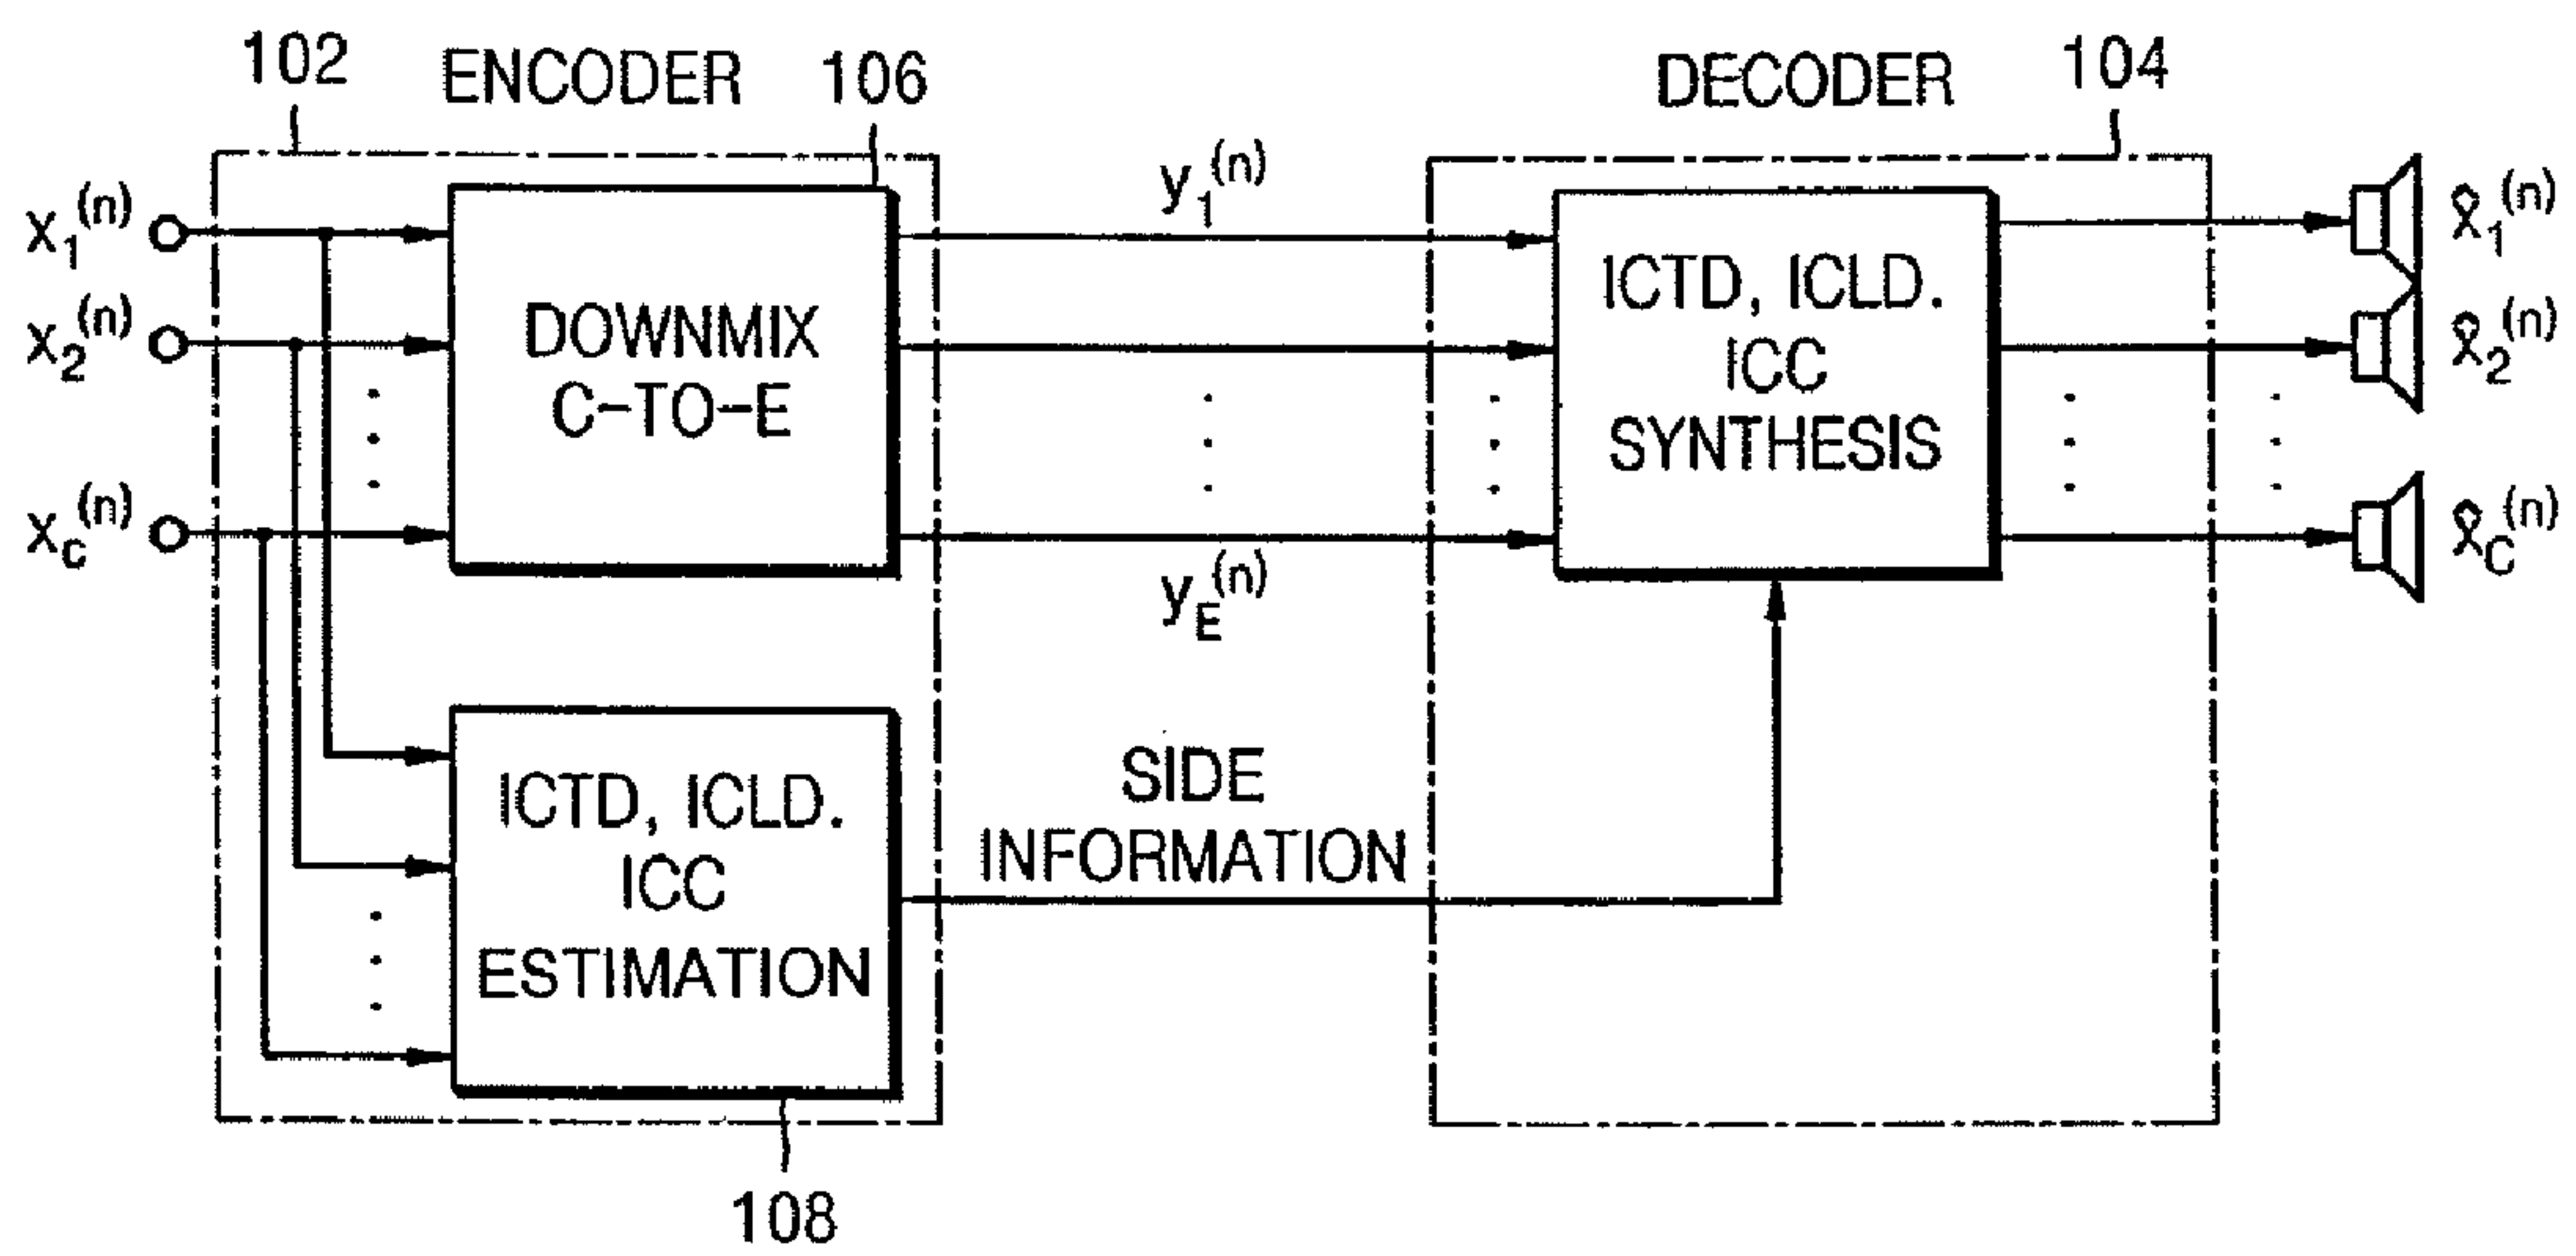 102
ENCODER
106
DECODER
104
x1(n)
x2(n)
xc(n)
DOWNMIX
C-TO-E
y1(n)
yE(n)
ICTD, ICLD.
ICC
SYNTHESIS
x̂1(n)
x̂2(n)
x̂C(n)
ICTD, ICLD.
ICC
ESTIMATION
SIDE
INFORMATION
108